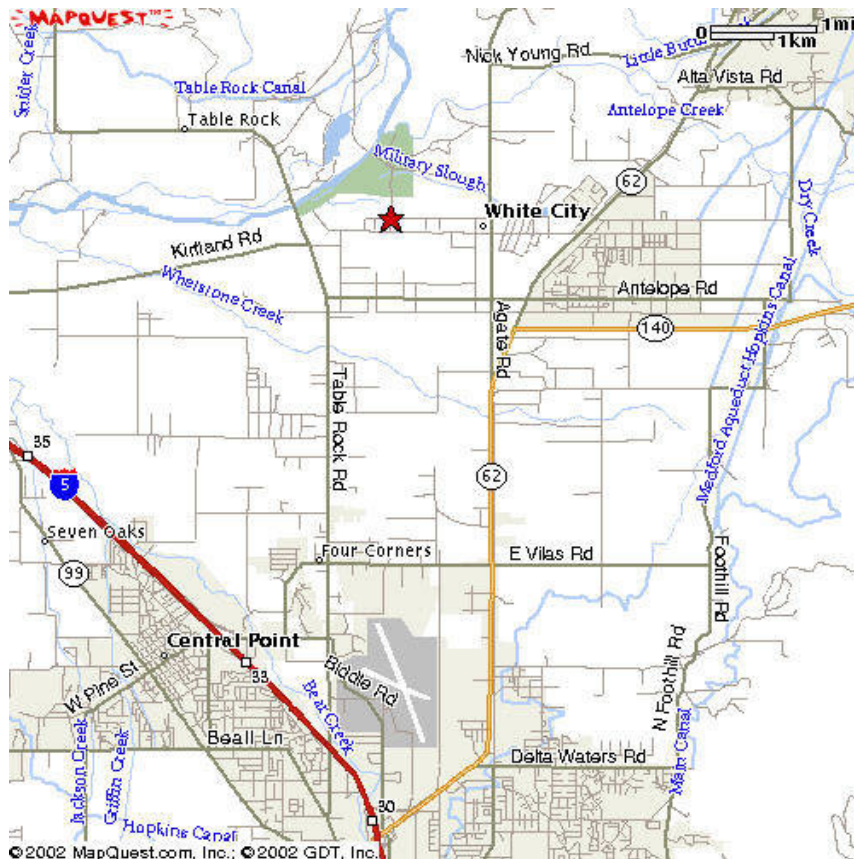 MAPQUEST
0
1mi
1km
Nick Young Rd
Alta Vista Rd
Snider Creek
Table Rock Canal
Antelope Creek
Table Rock
Military Slough
62
White City
Dry Creek
Kirtland Rd
Whetstone Creek
Antelope Rd
Agate Rd
140
Medford Aqueduct Hopkins Canal
Table Rock Rd
35
5
62
Seven Oaks
Four Corners
E Vilas Rd
Foothill Rd
99
Central Point
33
Biddle Rd
N Foothill Rd
W Pine St
Bear Creek
Beall Ln
Delta Waters Rd
Jackson Creek
Griffin Creek
Main Canal
30
Hopkins Canal
©2002 MapQuest.com, Inc.; ©2002 GDT, Inc.